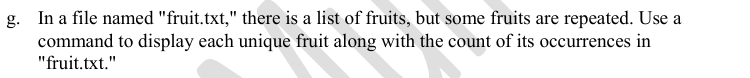 g. In a file named "fruit.txt," there is a list of fruits, but some fruits are repeated. Use a
command to display each unique fruit along with the count of its occurrences in
"fruit.txt."